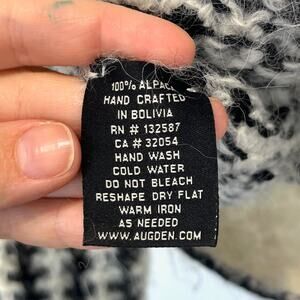 100% ALPACA
HAND CRAFTED
IN BOLIVIA
RN # 132587
CA # 32054
HAND WASH
COLD WATER
DO NOT BLEACH
RESHAPE DRY FLAT
WARM IRON
AS NEEDED
WWW.AUGDEN.COM